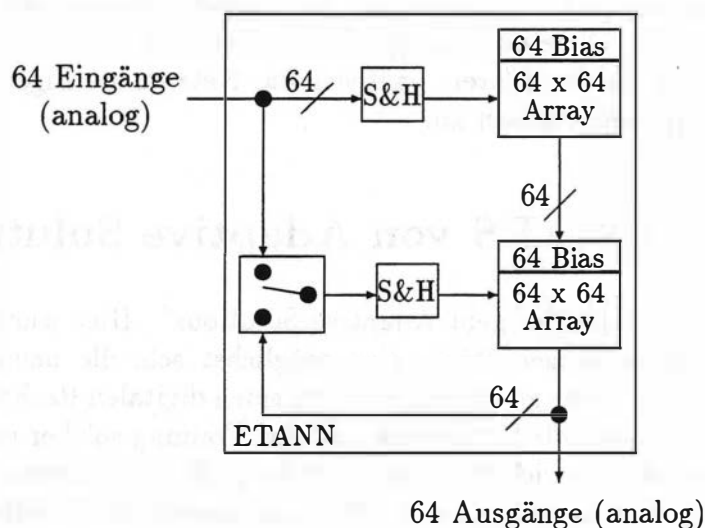 64 Bias
64 Eingänge
(analog)
64
S&H
64 x 64
Array
64
64 Bias
S&H
64 x 64
Array
64
ETANN
64 Ausgänge (analog)